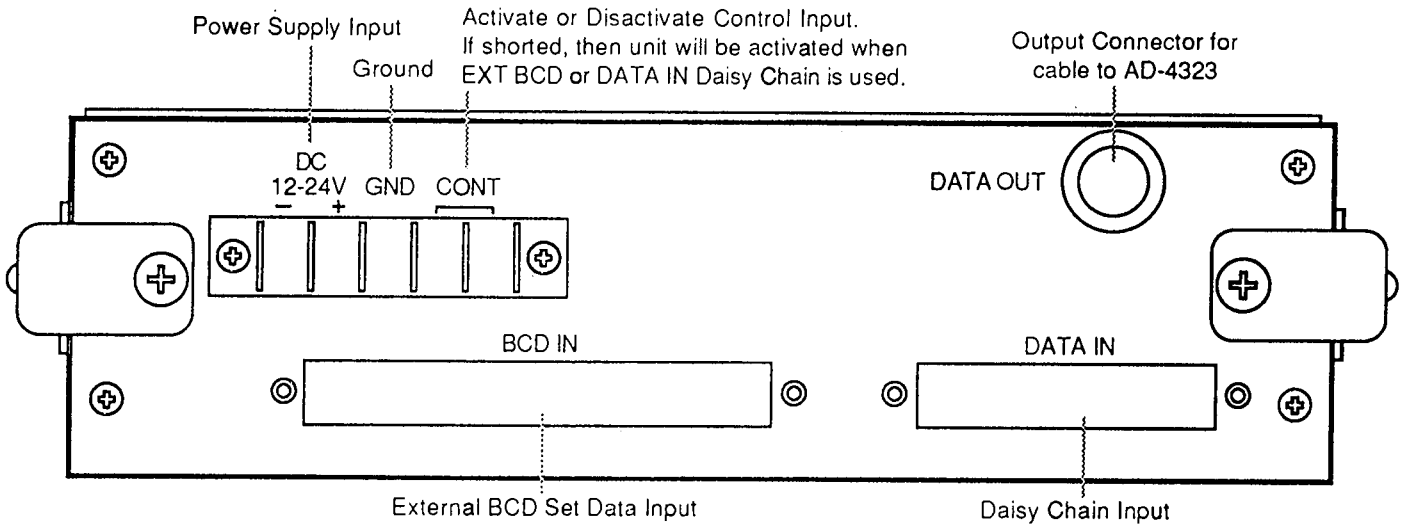 Power Supply Input
Ground
Activate or Disactivate Control Input.
If shorted, then unit will be activated when
EXT BCD or DATA IN Daisy Chain is used.
Output Connector for
cable to AD-4323
DC
12-24V GND CONT
− +
DATA OUT
BCD IN
DATA IN
External BCD Set Data Input
Daisy Chain Input